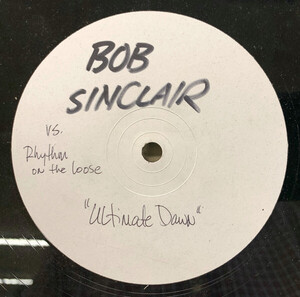 BOB
SINCLAIR
vs.
Rhythm
on the loose
"Ultimate Dawn"